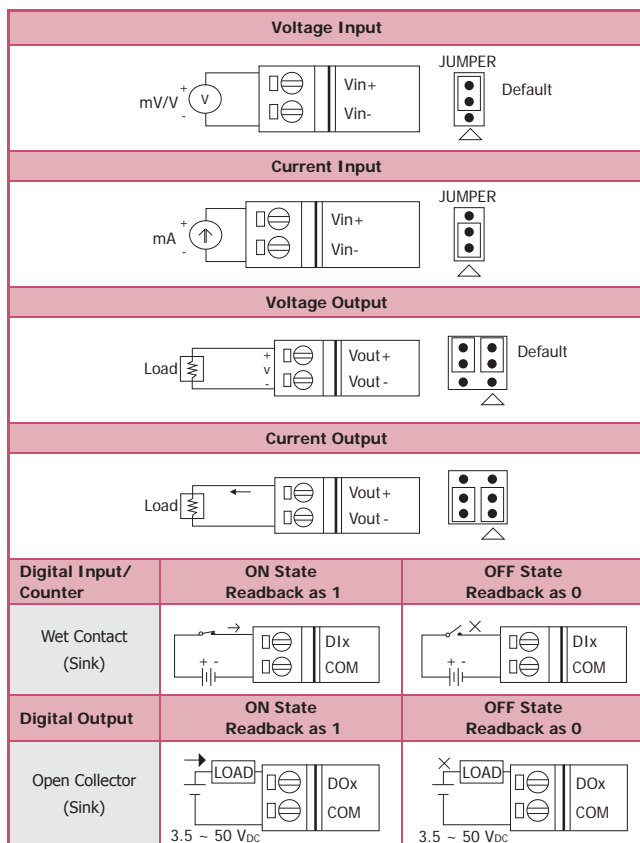 Voltage Input
JUMPER
mV/V
+
-
V
Vin+
Vin-
Default
Current Input
JUMPER
mA
+
-
Vin+
Vin-
Voltage Output
Load
+
v
-
Vout+
Vout -
Default
Current Output
Load
Vout+
Vout -
Digital Input/ Counter
ON State
Readback as 1
OFF State
Readback as 0
Wet Contact
(Sink)
+ -
DIx
COM
+ -
DIx
COM
Digital Output
ON State
Readback as 1
OFF State
Readback as 0
Open Collector
(Sink)
LOAD
DOx
COM
3.5 ~ 50 VDC
LOAD
DOx
COM
3.5 ~ 50 VDC